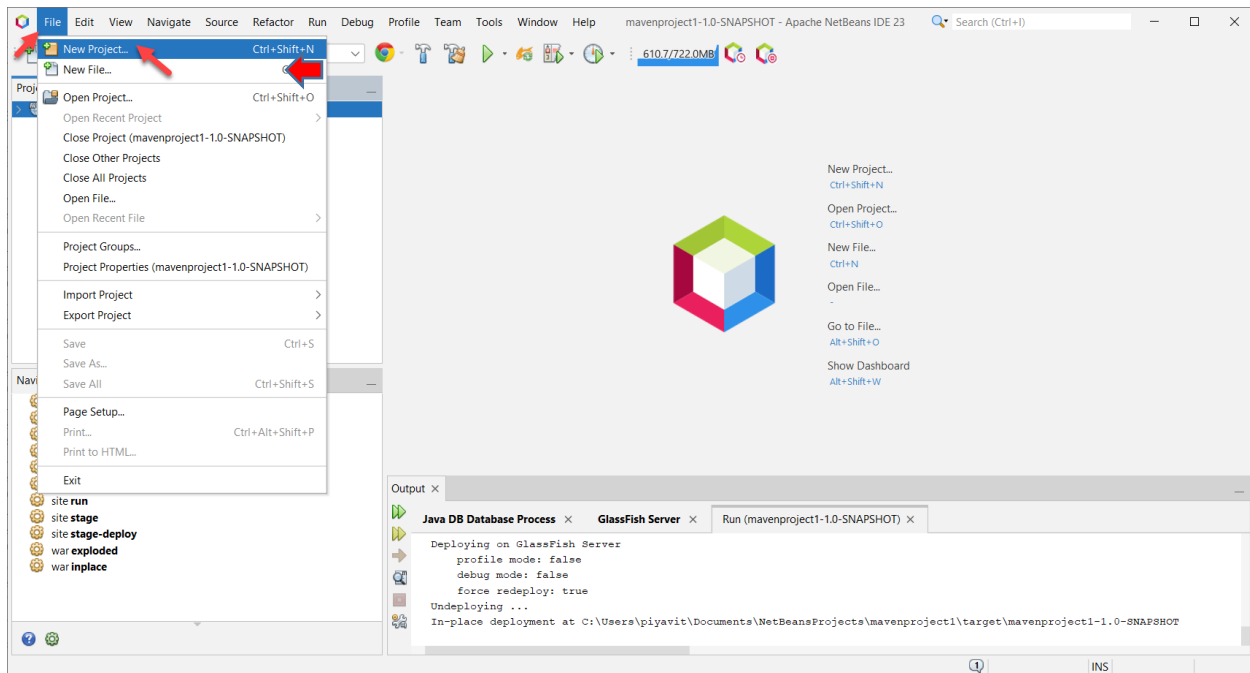 File Edit View Navigate Source Refactor Run Debug Profile Team Tools Window Help mavenproject1-1.0-SNAPSHOT - Apache NetBeans IDE 23 Search (Ctrl+I)
610.7/722.0MB
New Project... Ctrl+Shift+N
New File...
Open Project... Ctrl+Shift+O
Open Recent Project
Close Project (mavenproject1-1.0-SNAPSHOT)
Close Other Projects
Close All Projects
Open File...
Open Recent File
Project Groups...
Project Properties (mavenproject1-1.0-SNAPSHOT)
Import Project
Export Project
Save Ctrl+S
Save As...
Save All Ctrl+Shift+S
Page Setup...
Print... Ctrl+Alt+Shift+P
Print to HTML...
Exit
Proj
Navi
site run
site stage
site stage-deploy
war exploded
war inplace
New Project...
Ctrl+Shift+N
Open Project...
Ctrl+Shift+O
New File...
Ctrl+N
Open File...
-
Go to File...
Alt+Shift+O
Show Dashboard
Alt+Shift+W
Output
Java DB Database Process GlassFish Server Run (mavenproject1-1.0-SNAPSHOT)
Deploying on GlassFish Server
profile mode: false
debug mode: false
force redeploy: true
Undeploying ...
In-place deployment at C:\Users\piyavit\Documents\NetBeansProjects\mavenproject1\target\mavenproject1-1.0-SNAPSHOT
1 INS